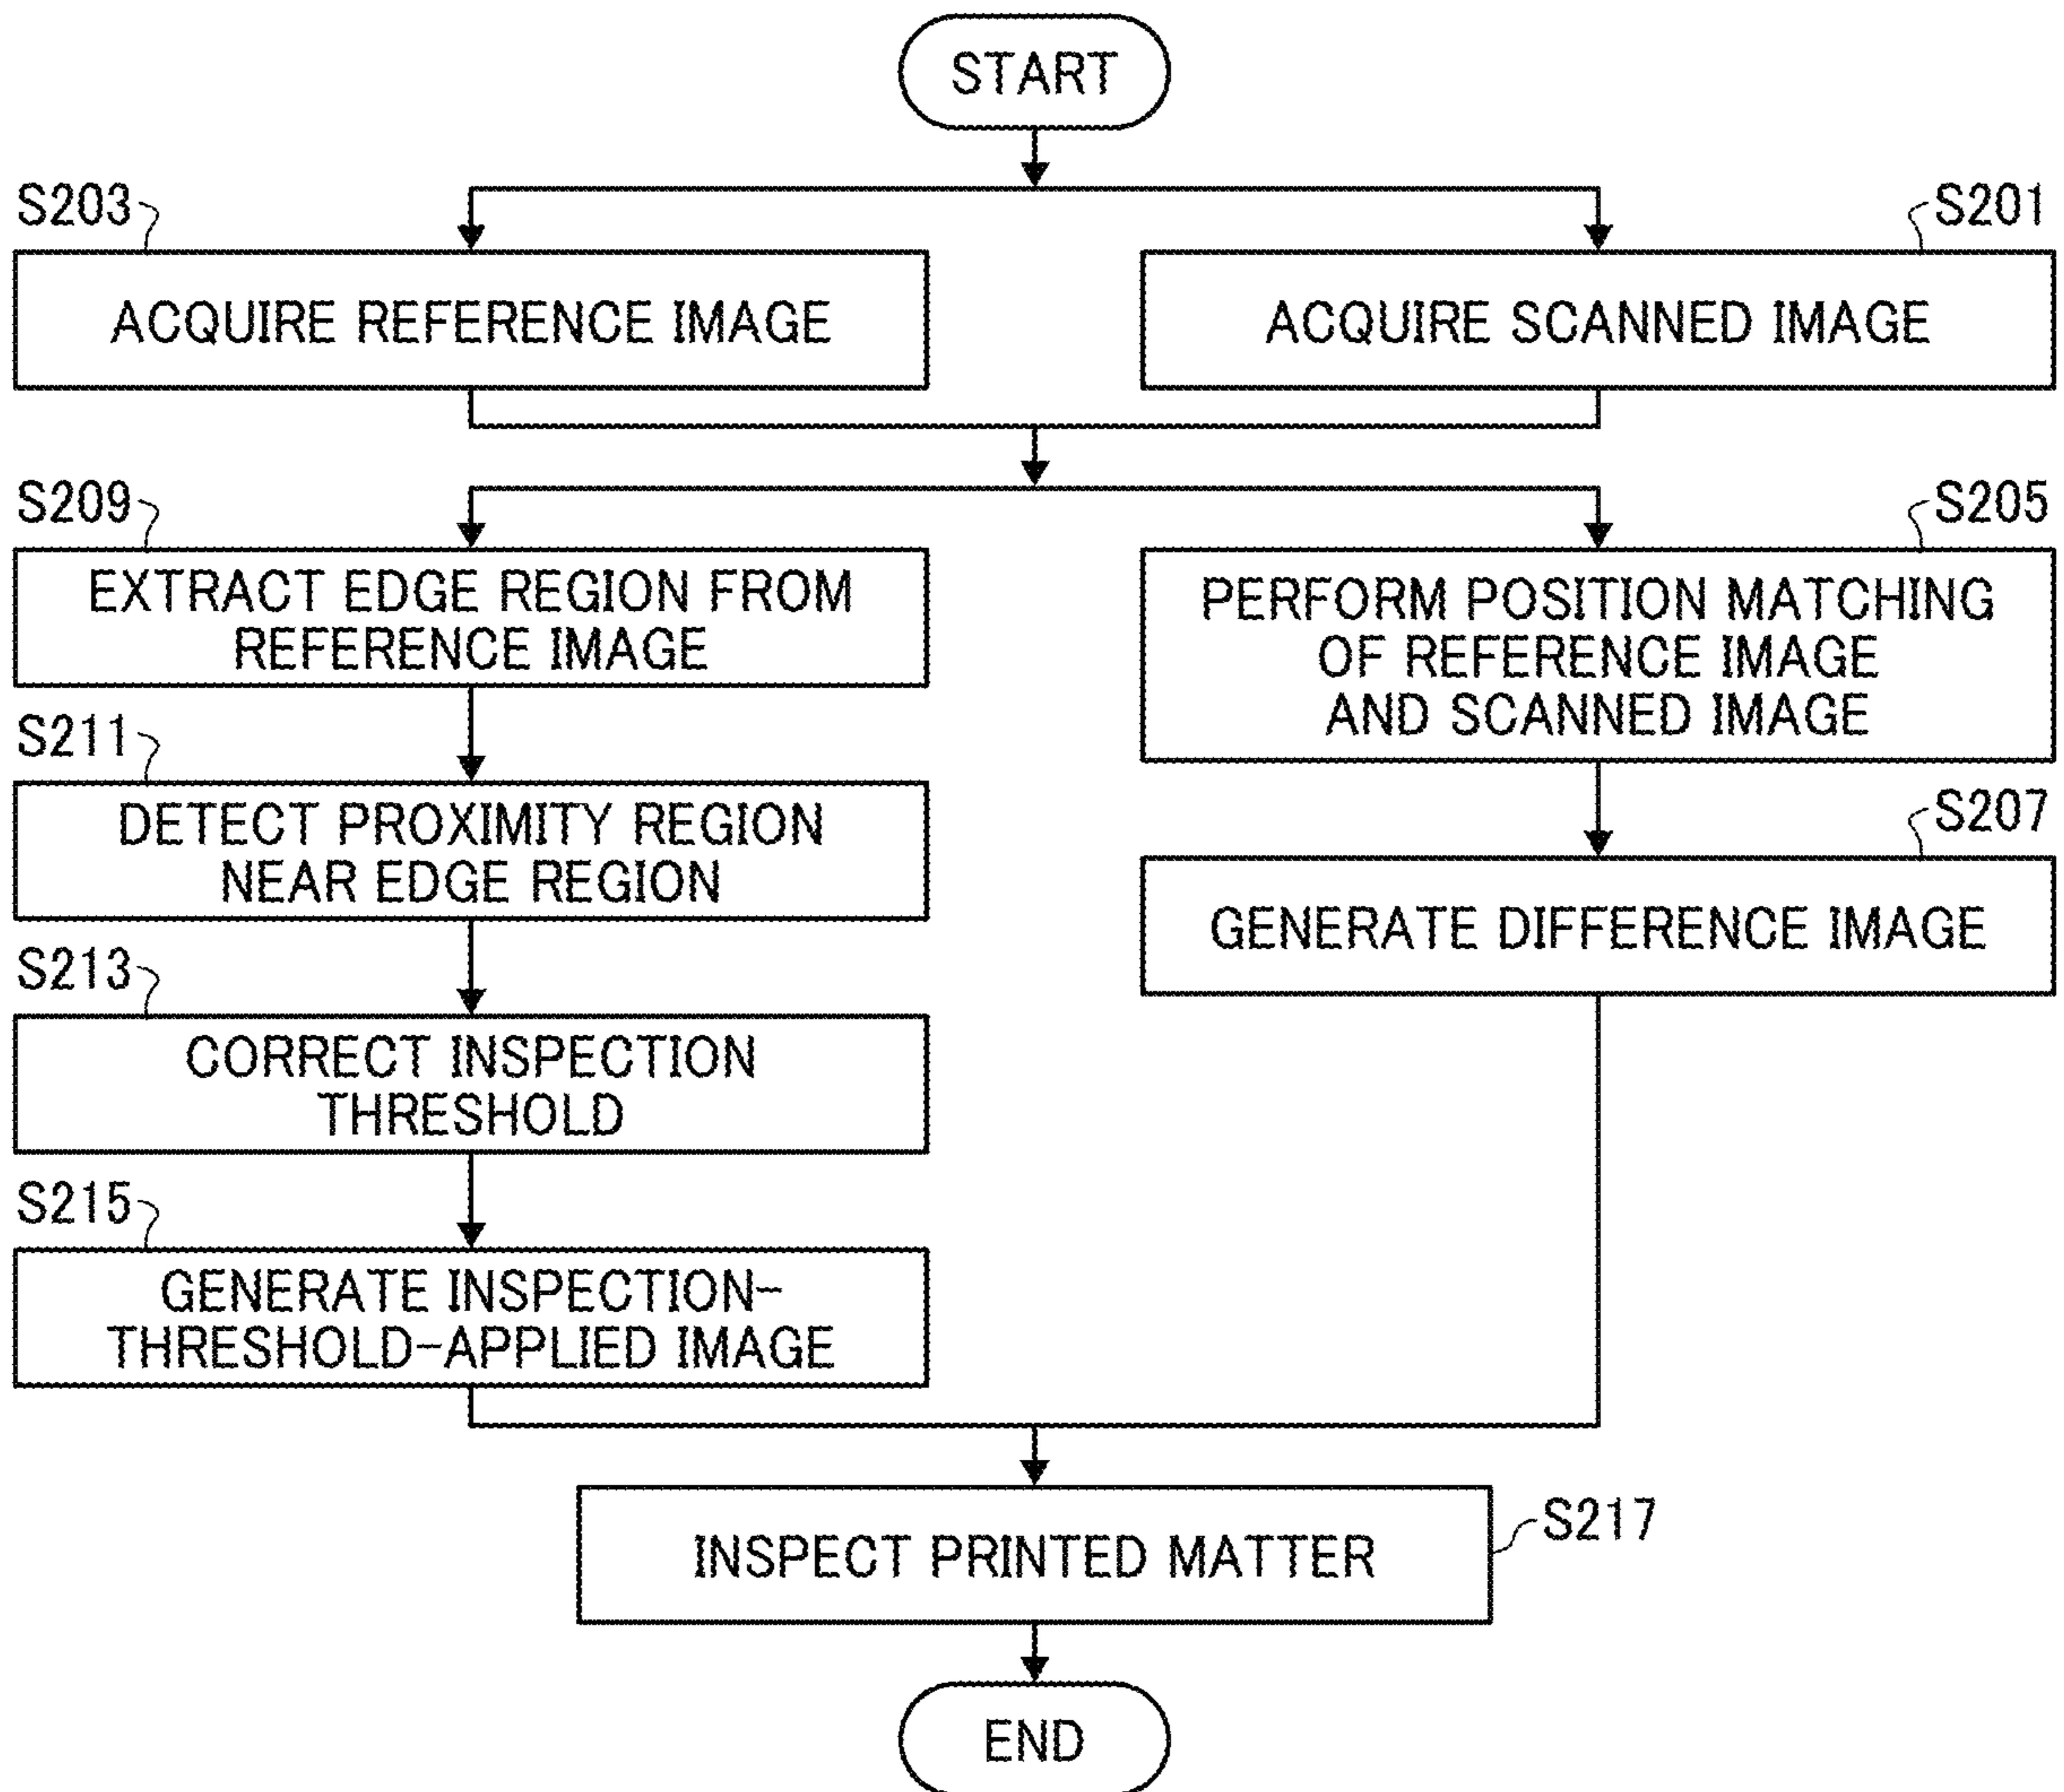 START
S203
S201
ACQUIRE REFERENCE IMAGE
ACQUIRE SCANNED IMAGE
S209
S205
EXTRACT EDGE REGION FROM
REFERENCE IMAGE
PERFORM POSITION MATCHING
OF REFERENCE IMAGE
AND SCANNED IMAGE
S211
DETECT PROXIMITY REGION
NEAR EDGE REGION
S207
GENERATE DIFFERENCE IMAGE
S213
CORRECT INSPECTION
THRESHOLD
S215
GENERATE INSPECTION-
THRESHOLD-APPLIED IMAGE
S217
INSPECT PRINTED MATTER
END